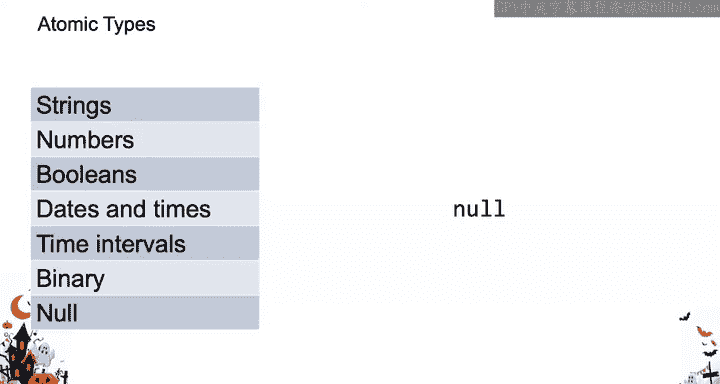 Atomic Types
Strings
Numbers
Booleans
Dates and times
Time intervals
Binary
Null
null